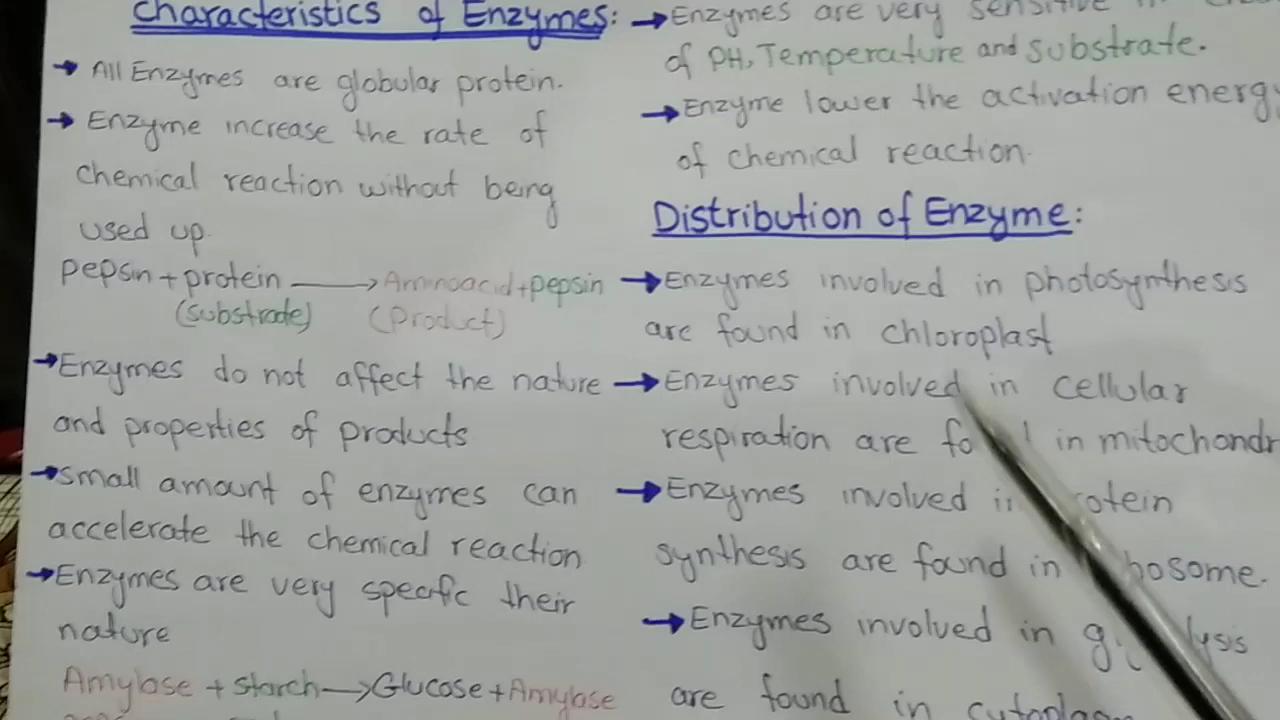 Characteristics of Enzymes:
→ All Enzymes are globular protein.
→ Enzyme increase the rate of
chemical reaction without being
used up.
pepsin + protein ⟶ Aminoacid + pepsin
(substrate) (product)
→ Enzymes do not affect the nature
and properties of products
→ small amount of enzymes can
accelerate the chemical reaction
→ Enzymes are very specific their
nature
Amylase + starch → Glucose + Amylase
→ Enzymes are very sensitive
of PH, Temperature and substrate.
→ Enzyme lower the activation energy
of chemical reaction.
Distribution of Enzyme:
→ Enzymes involved in photosynthesis
are found in chloroplast
→ Enzymes involved in cellular
respiration are in mitochondr
→ Enzymes involved
synthesis are found in
→ Enzymes involved in
are found in cytoplasm